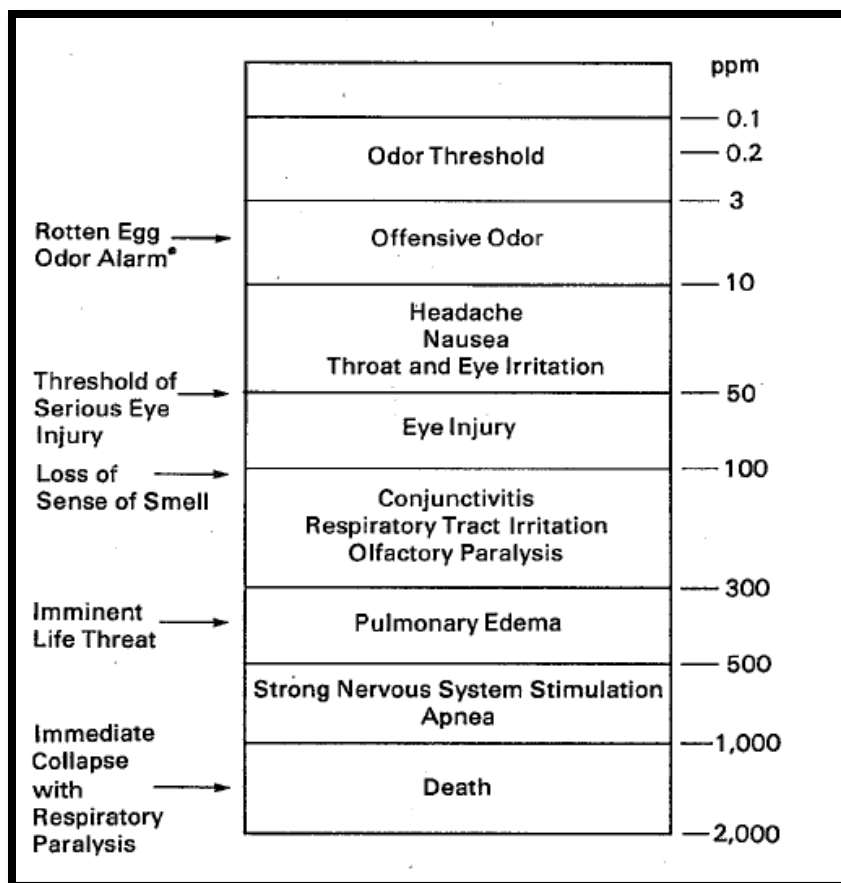 ppm
0.1
Odor Threshold
0.2
3
Rotten Egg
Odor Alarm*
Offensive Odor
10
Headache
Nausea
Throat and Eye Irritation
Threshold of
Serious Eye
Injury
50
Eye Injury
Loss of
Sense of Smell
100
Conjunctivitis
Respiratory Tract Irritation
Olfactory Paralysis
300
Imminent
Life Threat
Pulmonary Edema
500
Strong Nervous System Stimulation
Apnea
Immediate
Collapse
with
Respiratory
Paralysis
1,000
Death
2,000